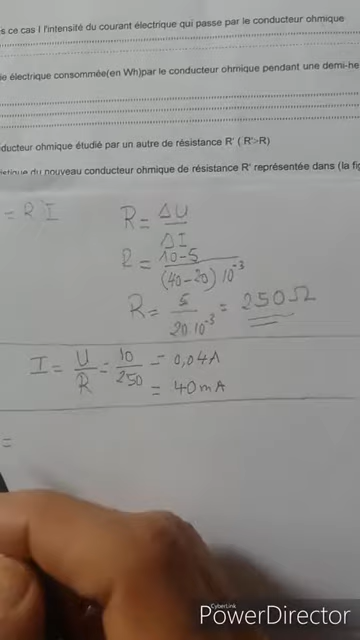 s ce cas I l'intensité du courant électrique qui passe par le conducteur ohmique
ie électrique consommée(en Wh)par le conducteur ohmique pendant une demi-he
ducteur ohmique étudié par un autre de résistance R' ( R'>R)
du nouveau conducteur ohmique de résistance R' représentée dans (la fig
= R I
R = ΔU / ΔI
R = 10-5 / (40-20) 10⁻³
R = 5 / 20 10⁻³ = 250 Ω
I = U / R = 10 / 250 = 0,04A
= 40mA
=
CyberLink
PowerDirector